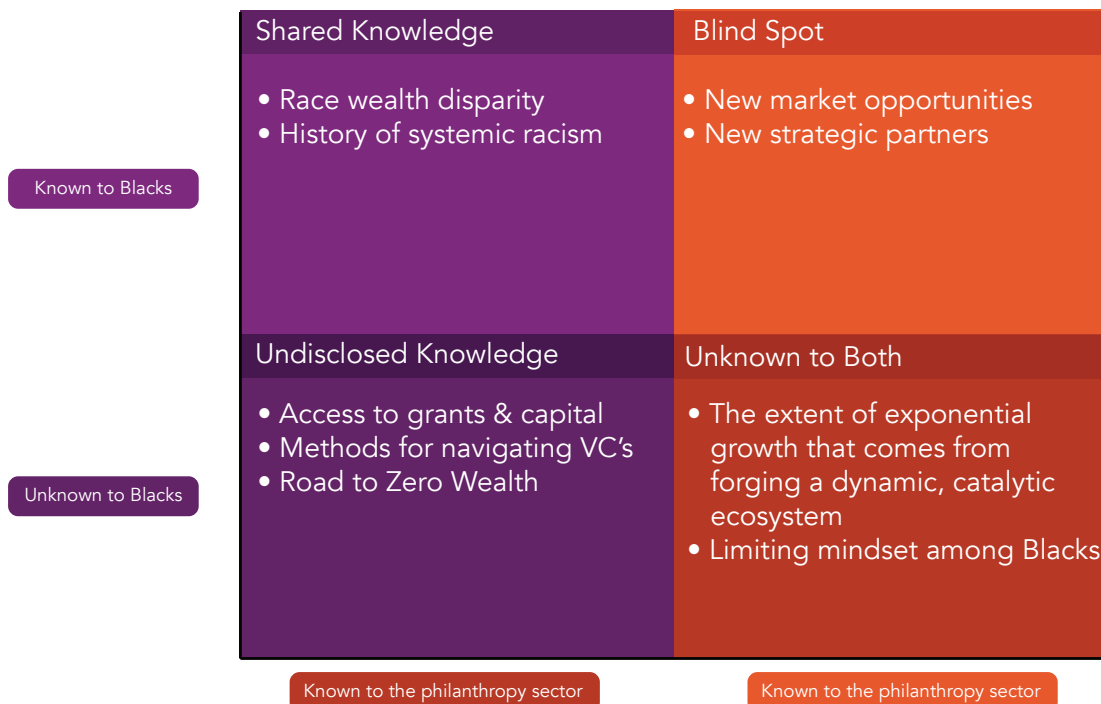 Shared Knowledge
• Race wealth disparity
• History of systemic racism
Blind Spot
• New market opportunities
• New strategic partners
Known to Blacks
Undisclosed Knowledge
• Access to grants & capital
• Methods for navigating VC's
• Road to Zero Wealth
Unknown to Both
• The extent of exponential
growth that comes from
forging a dynamic, catalytic
ecosystem
• Limiting mindset among Blacks
Unknown to Blacks
Known to the philanthropy sector
Known to the philanthropy sector